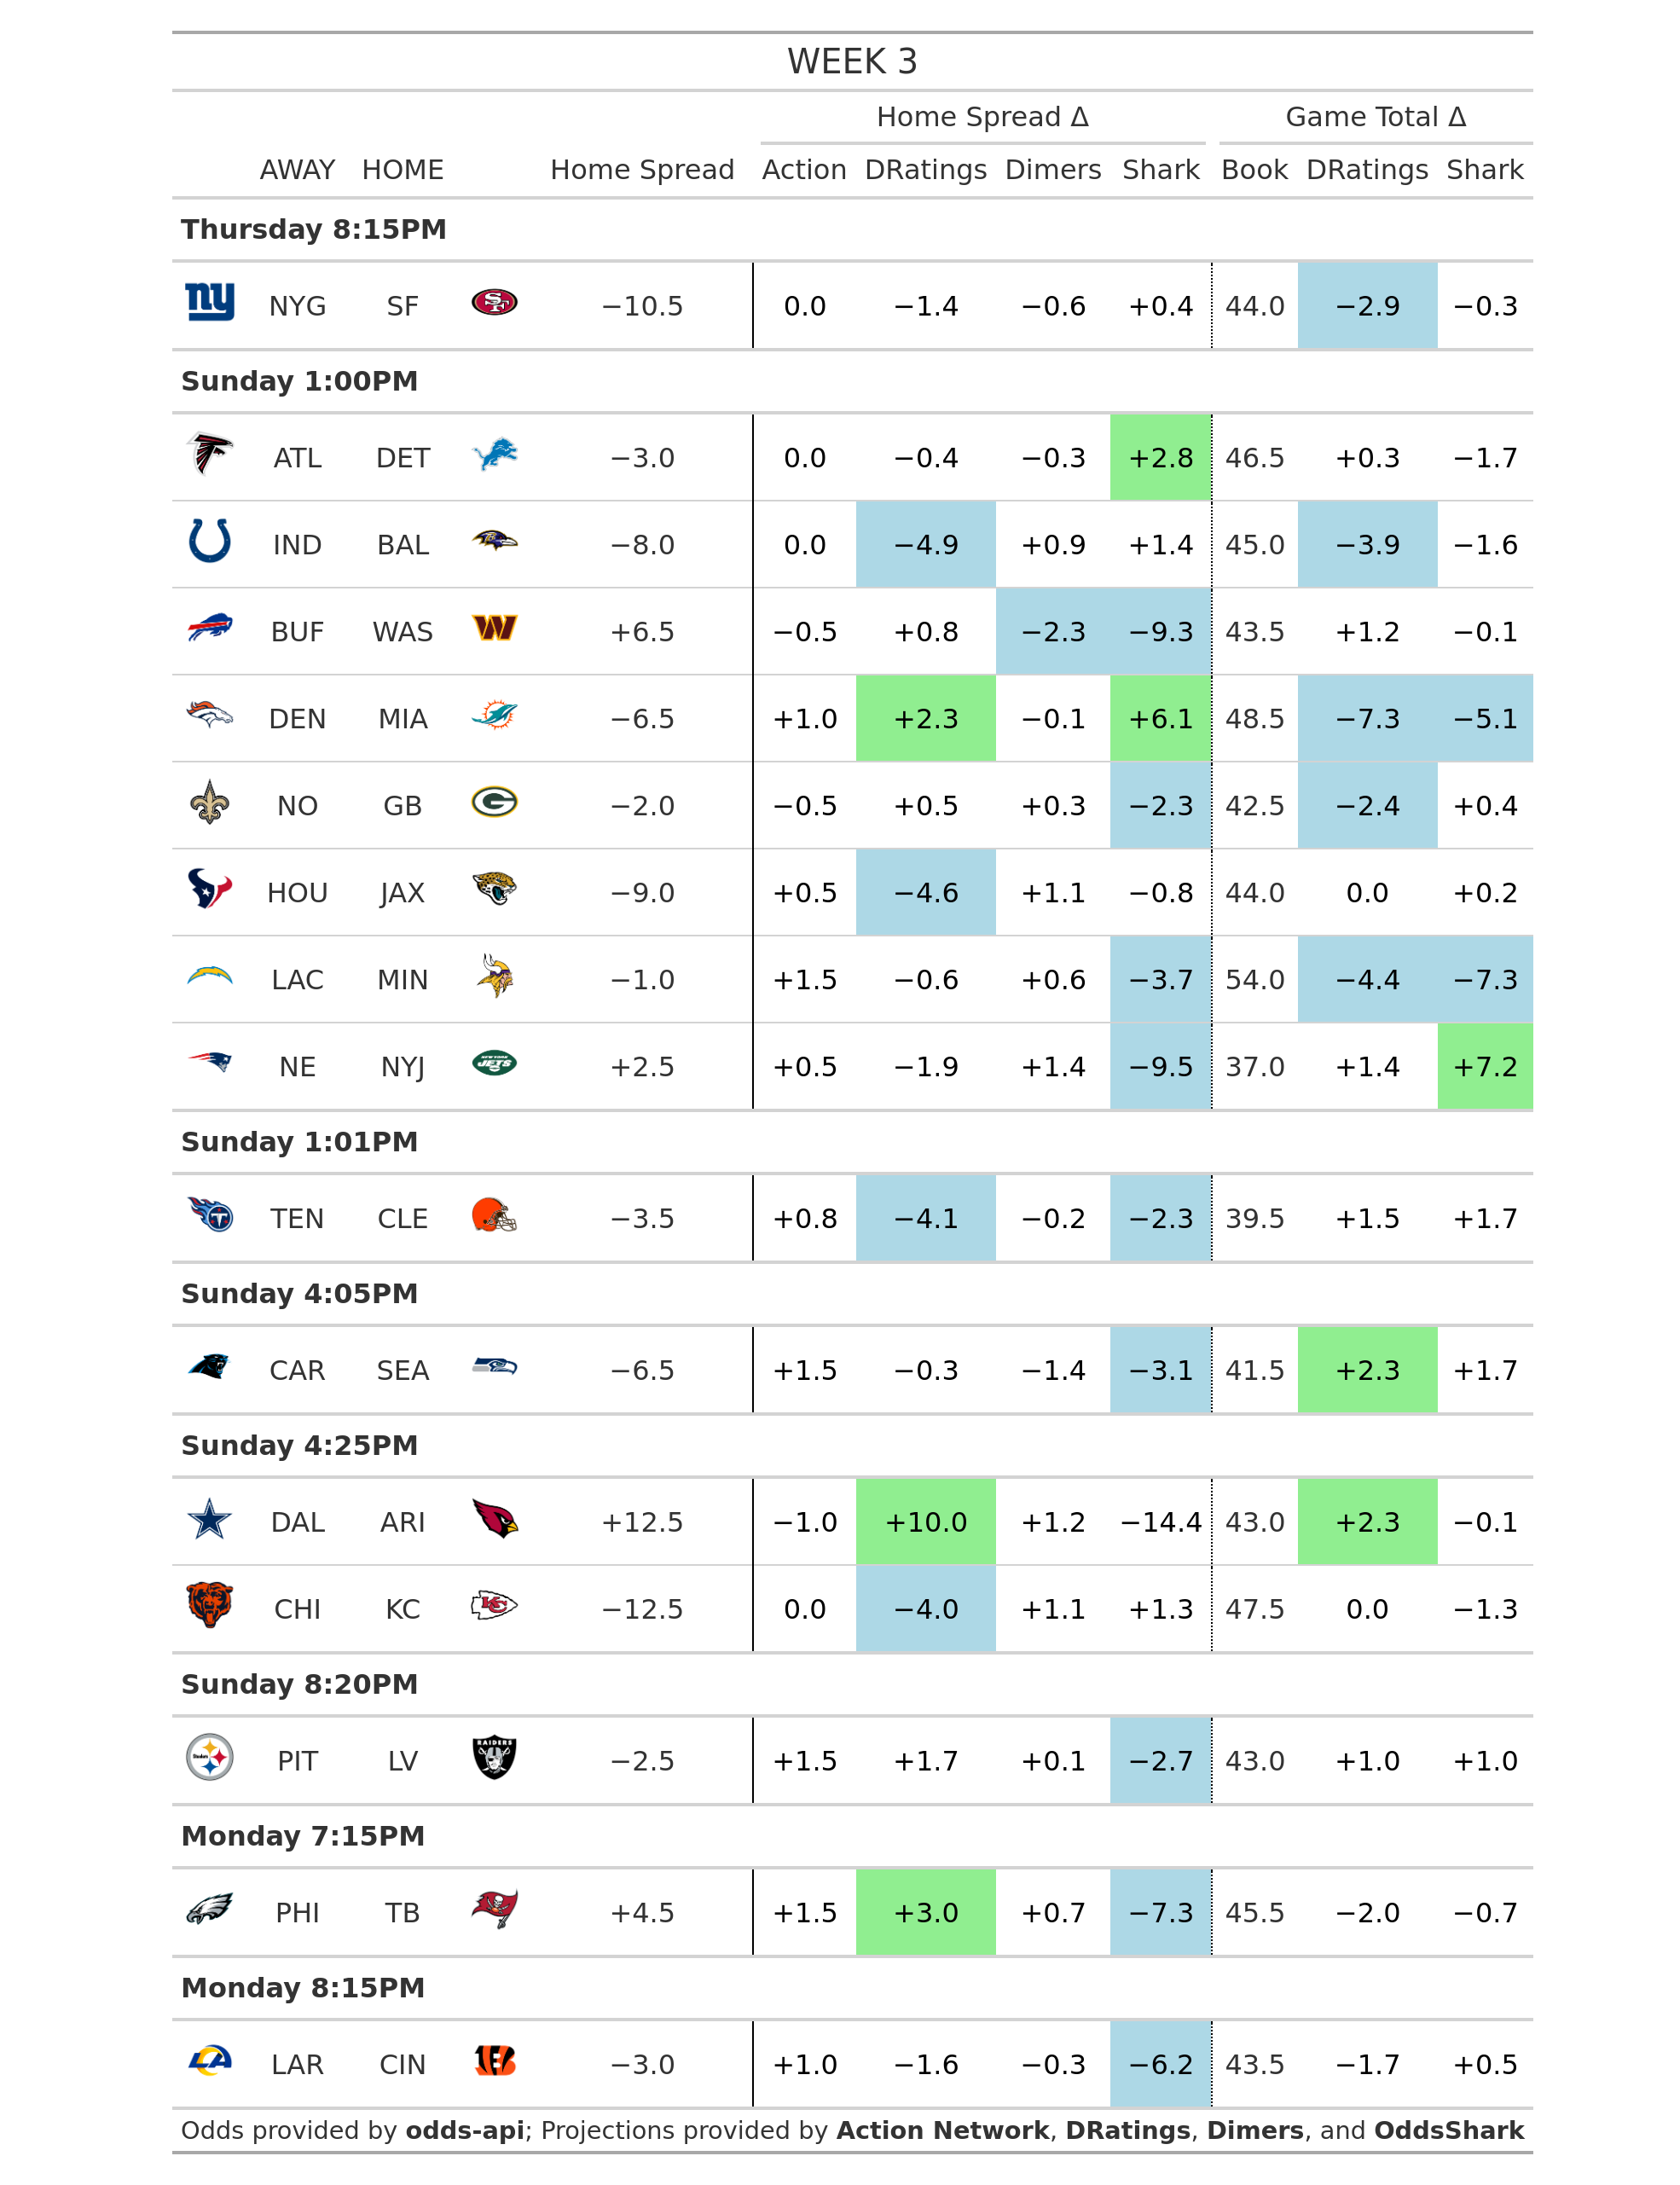 WEEK 3
Home Spread Δ Game Total Δ
AWAY HOME Home Spread Action DRatings Dimers Shark Book DRatings Shark
Thursday 8:15PM
ny NYG SF SF −10.5 0.0 −1.4 −0.6 +0.4 44.0 −2.9 −0.3
Sunday 1:00PM
ATL DET −3.0 0.0 −0.4 −0.3 +2.8 46.5 +0.3 −1.7
IND BAL −8.0 0.0 −4.9 +0.9 +1.4 45.0 −3.9 −1.6
BUF WAS W +6.5 −0.5 +0.8 −2.3 −9.3 43.5 +1.2 −0.1
DEN MIA −6.5 +1.0 +2.3 −0.1 +6.1 48.5 −7.3 −5.1
NO GB G −2.0 −0.5 +0.5 +0.3 −2.3 42.5 −2.4 +0.4
HOU JAX −9.0 +0.5 −4.6 +1.1 −0.8 44.0 0.0 +0.2
LAC MIN −1.0 +1.5 −0.6 +0.6 −3.7 54.0 −4.4 −7.3
NE NYJ NEW YORK JETS +2.5 +0.5 −1.9 +1.4 −9.5 37.0 +1.4 +7.2
Sunday 1:01PM
T TEN CLE −3.5 +0.8 −4.1 −0.2 −2.3 39.5 +1.5 +1.7
Sunday 4:05PM
CAR SEA −6.5 +1.5 −0.3 −1.4 −3.1 41.5 +2.3 +1.7
Sunday 4:25PM
DAL ARI +12.5 −1.0 +10.0 +1.2 −14.4 43.0 +2.3 −0.1
CHI KC KC −12.5 0.0 −4.0 +1.1 +1.3 47.5 0.0 −1.3
Sunday 8:20PM
Steelers PIT LV RAIDERS −2.5 +1.5 +1.7 +0.1 −2.7 43.0 +1.0 +1.0
Monday 7:15PM
PHI TB +4.5 +1.5 +3.0 +0.7 −7.3 45.5 −2.0 −0.7
Monday 8:15PM
LA LAR CIN B −3.0 +1.0 −1.6 −0.3 −6.2 43.5 −1.7 +0.5
Odds provided by odds-api; Projections provided by Action Network, DRatings, Dimers, and OddsShark